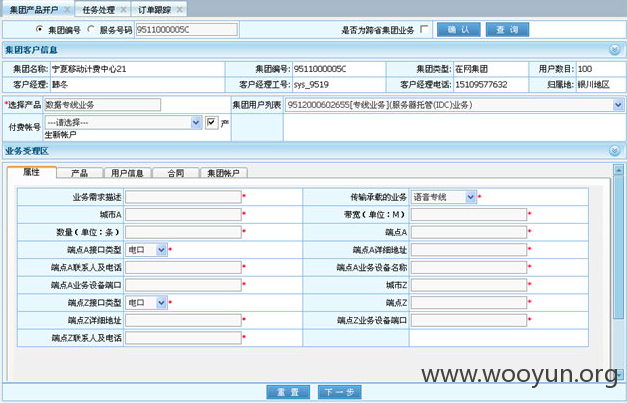 集团产品开户 × 任务处理 × 订单跟踪 ×
集团编号 服务号码 9511000005C 是否为跨省集团业务 确 认 查 询
集团客户信息
集团名称: 宁夏移动计费中心21 集团编号: 9511000005C 集团类型: 在网集团 用户数目: 100
客户经理: 韩冬 客户经理工号: sys_9519 客户经理电话: 15109577632 归属地: 银川地区
*选择产品 数据专线业务 集团用户列表 9512000602655[专线业务](服务器托管(IDC)业务)
付费帐号 ---请选择--- 产
生新帐户
业务受理区
属性 产品 用户信息 合同 集团帐户
业务需求描述 * 传输承载的业务 语音专线 *
城市A * 带宽(单位:M) *
数量(单位:条) * 端点A *
端点A接口类型 电口 * 端点A详细地址 *
端点A联系人及电话 * 端点A业务设备名称 *
端点A业务设备端口 * 城市Z *
端点Z接口类型 电口 * 端点Z *
端点Z详细地址 * 端点Z业务设备端口 *
端点Z联系人及电话 *
重 置 下一步
www.wooyun.org